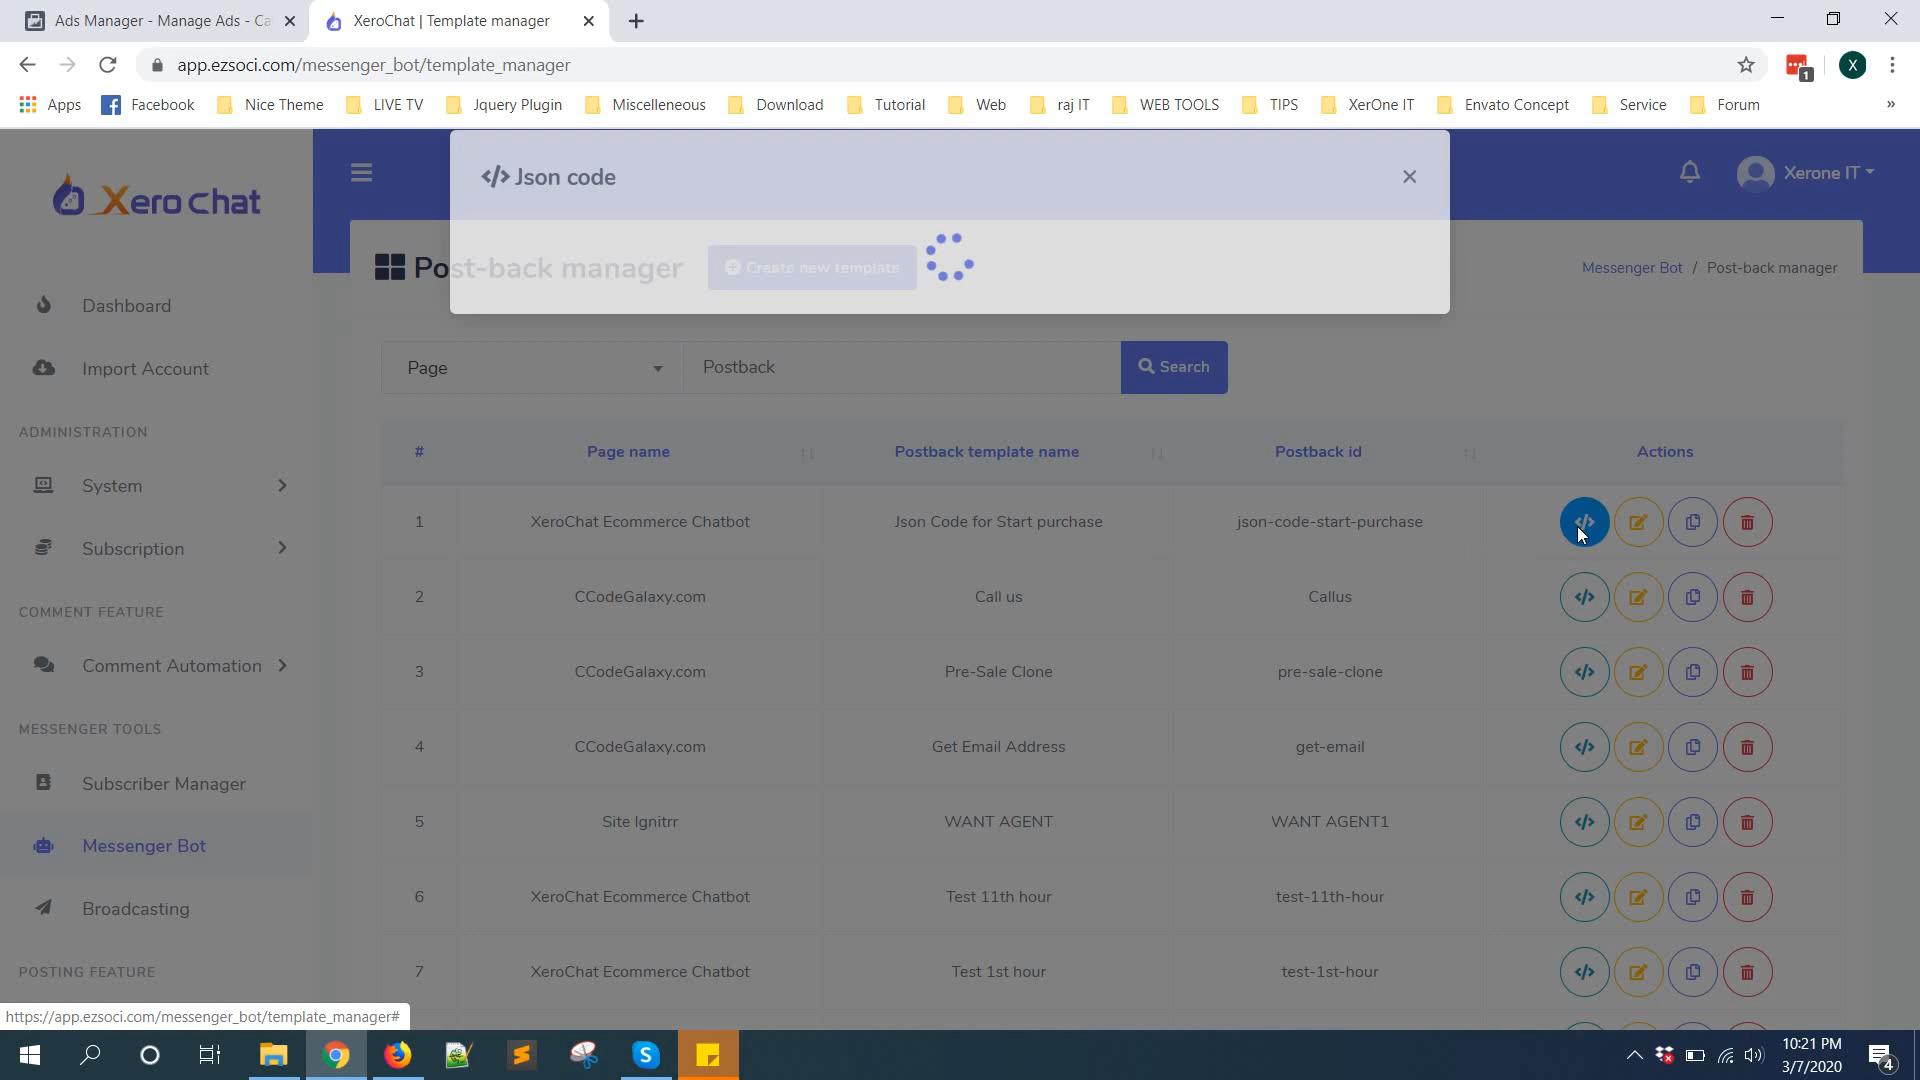 Ads Manager - Manage Ads - Ca
XeroChat | Template manager
app.ezsoci.com/messenger_bot/template_manager
1
X
Apps
Facebook
Nice Theme
LIVE TV
Jquery Plugin
Miscelleneous
Download
Tutorial
Web
raj IT
WEB TOOLS
TIPS
XerOne IT
Envato Concept
Service
Forum
»
Xero Chat
</> Json code
Xerone IT
Post-back manager
Create new template
Messenger Bot / Post-back manager
Dashboard
Import Account
Page
Postback
Search
ADMINISTRATION
System
Subscription
COMMENT FEATURE
Comment Automation
MESSENGER TOOLS
Subscriber Manager
Messenger Bot
Broadcasting
POSTING FEATURE
# Page name Postback template name Postback id Actions
1 XeroChat Ecommerce Chatbot Json Code for Start purchase json-code-start-purchase
2 CCodeGalaxy.com Call us Callus
3 CCodeGalaxy.com Pre-Sale Clone pre-sale-clone
4 CCodeGalaxy.com Get Email Address get-email
5 Site Ignitrr WANT AGENT WANT AGENT1
6 XeroChat Ecommerce Chatbot Test 11th hour test-11th-hour
7 XeroChat Ecommerce Chatbot Test 1st hour test-1st-hour
https://app.ezsoci.com/messenger_bot/template_manager#
10:21 PM
3/7/2020
4